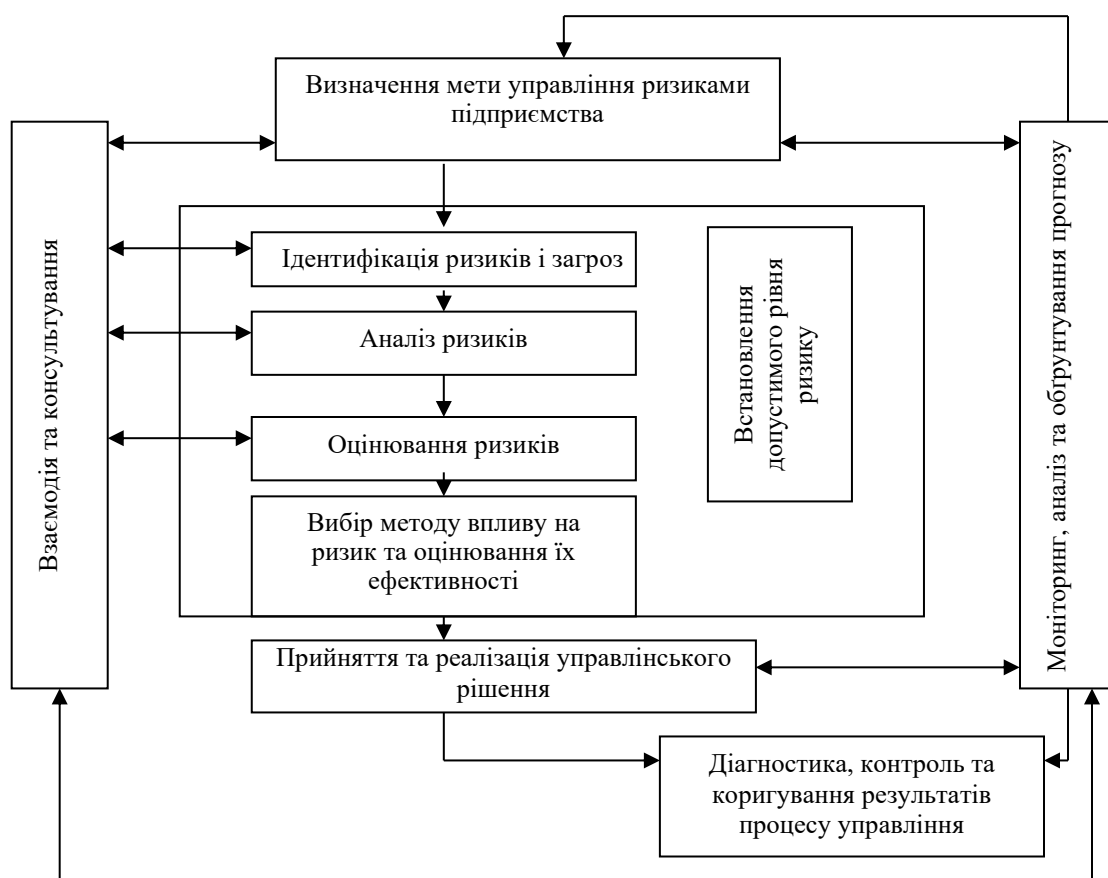 Визначення мети управління ризиками
підприємства
Взаємодія та консультування
Ідентифікація ризиків і загроз
Аналіз ризиків
Оцінювання ризиків
Вибір методу впливу на
ризик та оцінювання їх
ефективності
Встановлення
допустимого рівня
ризику
Моніторинг, аналіз та обґрунтування прогнозу
Прийняття та реалізація управлінського
рішення
Діагностика, контроль та
коригування результатів
процесу управління